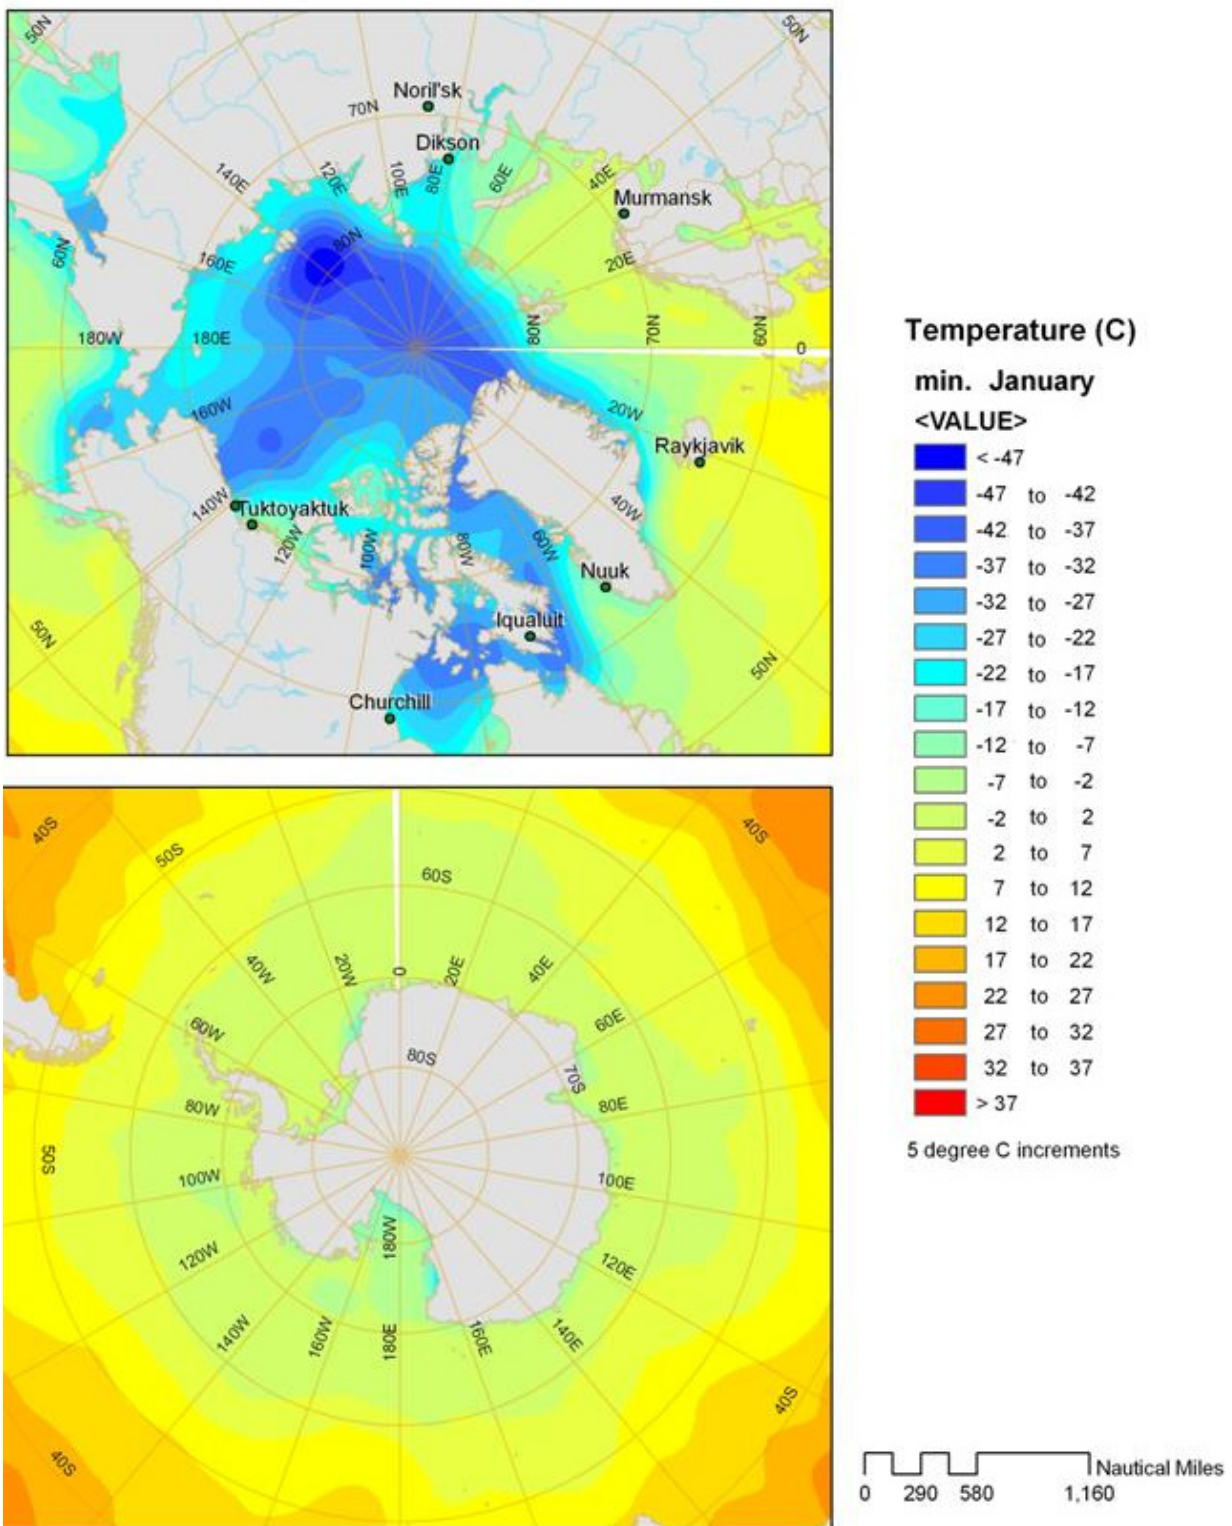 50N
50N
Noril'sk
70N
Dikson
140E
120E
100E
80E
60E
40E
Murmansk
80N
60N
160E
20E
180W
180E
80N
70N
60N
0
160W
20W
Raykjavik
140W
Tuktoyaktuk
120W
100W
80W
60W
40W
Nuuk
Iqualuit
50N
50N
Churchill
Temperature (C)
min. January
<VALUE>
< -47
-47 to -42
-42 to -37
-37 to -32
-32 to -27
-27 to -22
-22 to -17
-17 to -12
-12 to -7
-7 to -2
-2 to 2
2 to 7
7 to 12
12 to 17
17 to 22
22 to 27
27 to 32
32 to 37
> 37
5 degree C increments
40S
40S
50S
60S
40W
20W
0
20E
40E
60W
60E
80S
70S
80W
80E
50S
100W
100E
180W
120W
120E
140W
160W
180E
160E
140E
40S
40S
Nautical Miles
0 290 580 1,160